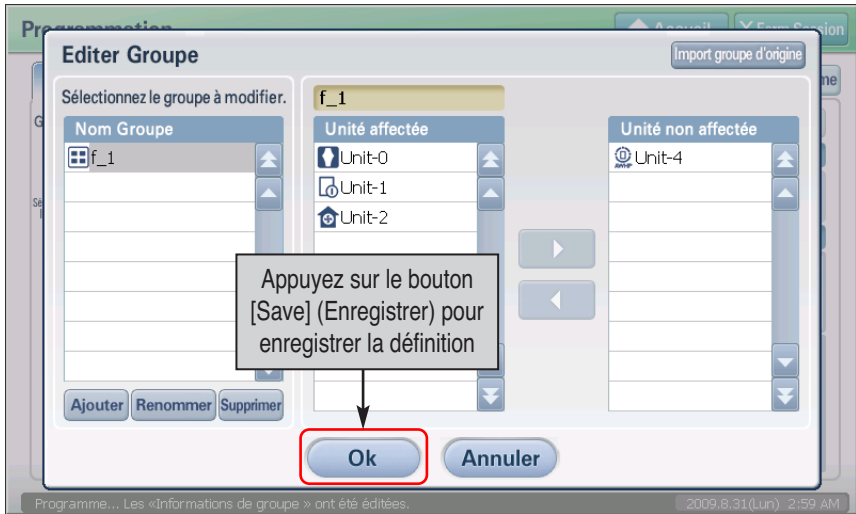 Editer Groupe
Import groupe d'origine
Sélectionnez le groupe à modifier.
Nom Groupe
f_1
f_1
Unité affectée
Unit-0
Unit-1
Unit-2
Unité non affectée
Unit-4
Appuyez sur le bouton
[Save] (Enregistrer) pour
enregistrer la définition
Ajouter
Renommer
Supprimer
Ok
Annuler
Programme... Les «Informations de groupe » ont été éditées.
2009.8.31(Lun) 2:59 AM